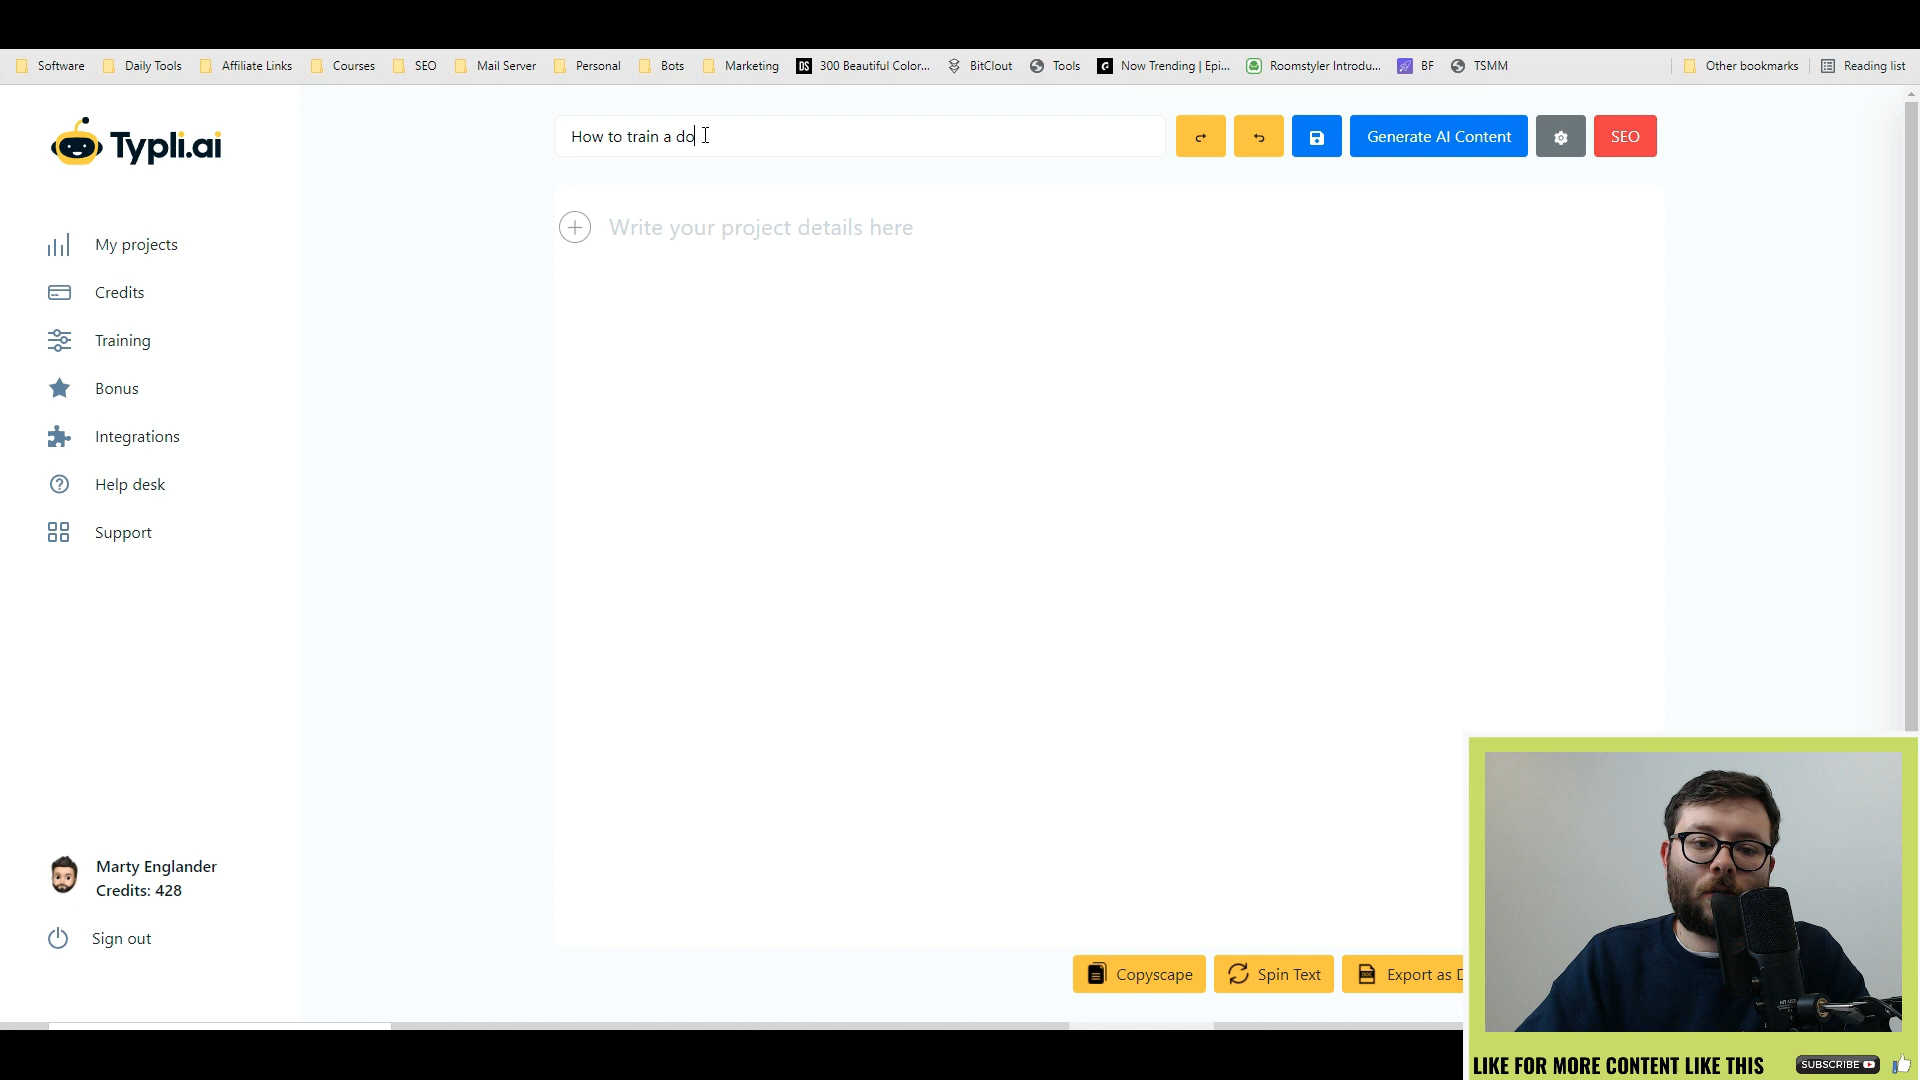 Software Daily Tools Affiliate Links Courses SEO Mail Server Personal Bots Marketing DS 300 Beautiful Color... BitClout Tools Now Trending | Epi... Roomstyler Introdu... BF TSMM Other bookmarks Reading list
Typli.ai
How to train a do
Generate AI Content
SEO
Write your project details here
My projects
Credits
Training
Bonus
Integrations
Help desk
Support
Marty Englander
Credits: 428
Sign out
Copyscape
Spin Text
Export as D
LIKE FOR MORE CONTENT LIKE THIS
SUBSCRIBE